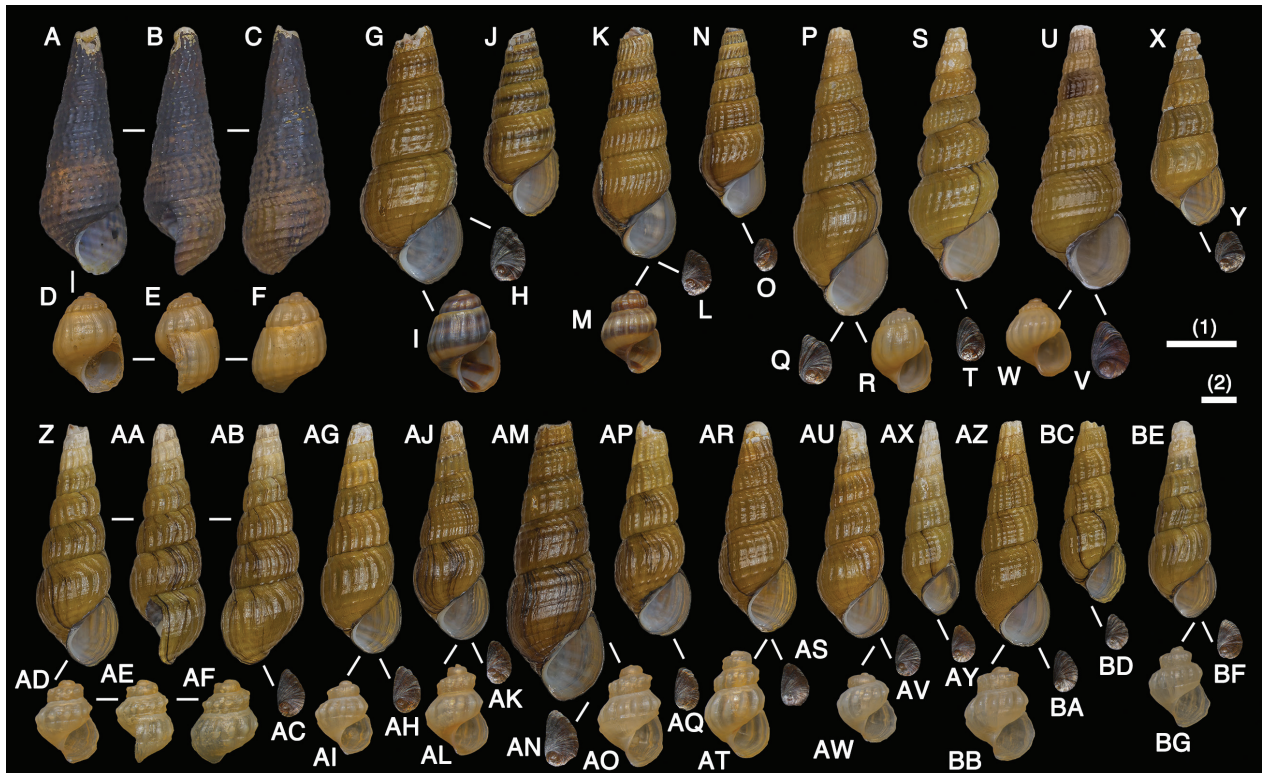 A B C G J K N P S U X
Y
H L O
D E F I M (1)
Q R T W V (2)
Z AA AB AG AJ AM AP AR AU AX AZ BC BE
AD AE AF AK AS AV AY BA BD BF
AC AI AH AL AN AO AQ AT AW BB BG